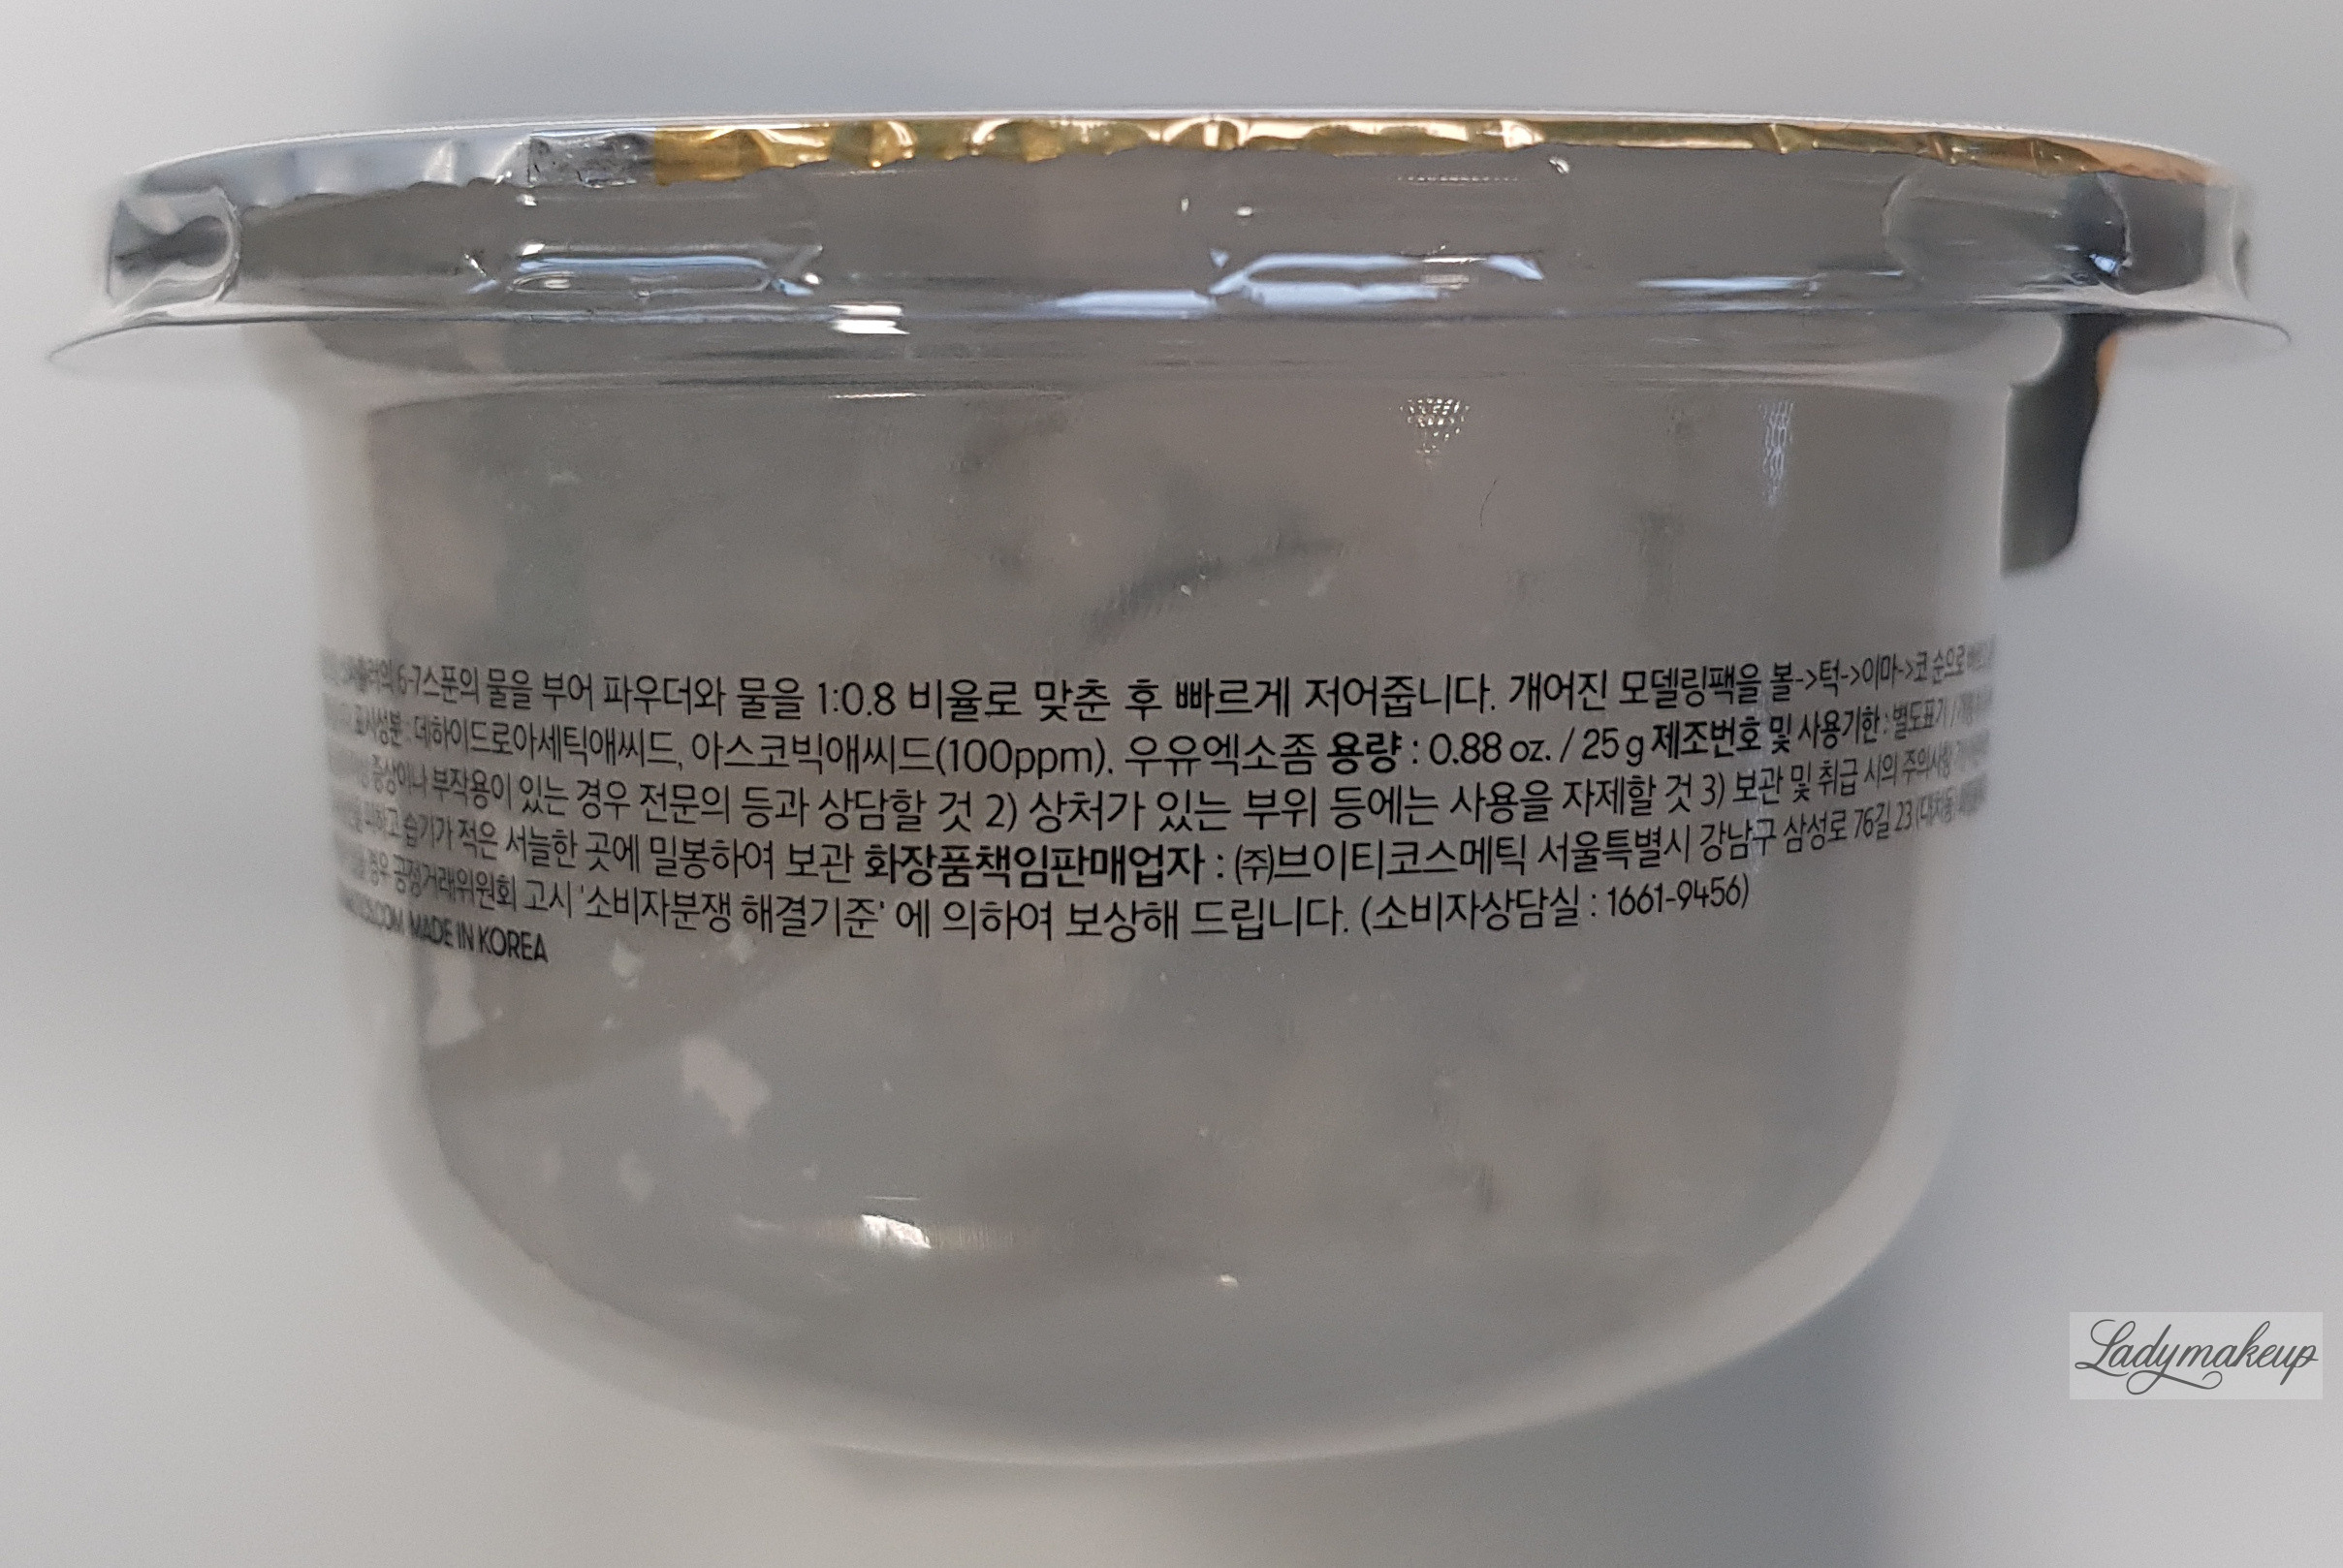 6-7스푼의 물을 부어 파우더와 물을 1:0.8 비율로 맞춘 후 빠르게 저어줍니다. 개어진 모델링팩을 볼->턱->이마->코 순으로
표시성분 : 데하이드로아세틱애씨드, 아스코빅애씨드(100ppm), 우유엑소좀 용량 : 0.88 oz. / 25 g 제조번호 및 사용기한 : 별도표기
증상이나 부작용이 있는 경우 전문의 등과 상담할 것 2) 상처가 있는 부위 등에는 사용을 자제할 것 3) 보관 및 취급 시의 주의사항
피하고 습기가 적은 서늘한 곳에 밀봉하여 보관 화장품책임판매업자 : (주)브이티코스메틱 서울특별시 강남구 삼성로 76길 23 (대치동,
경우 공정거래위원회 고시 '소비자분쟁 해결기준' 에 의하여 보상해 드립니다. (소비자상담실 : 1661-9456)
MADE IN KOREA
Ladymakeup